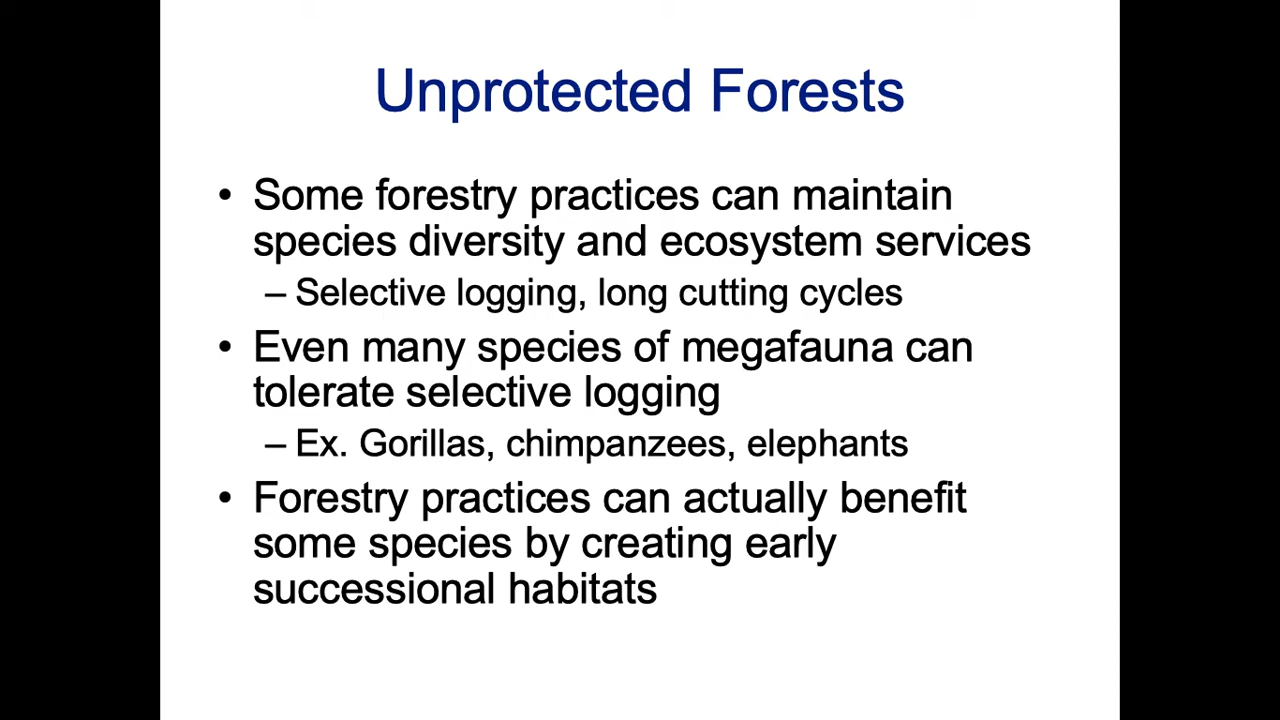 Unprotected Forests
• Some forestry practices can maintain
species diversity and ecosystem services
– Selective logging, long cutting cycles
• Even many species of megafauna can
tolerate selective logging
– Ex. Gorillas, chimpanzees, elephants
• Forestry practices can actually benefit
some species by creating early
successional habitats